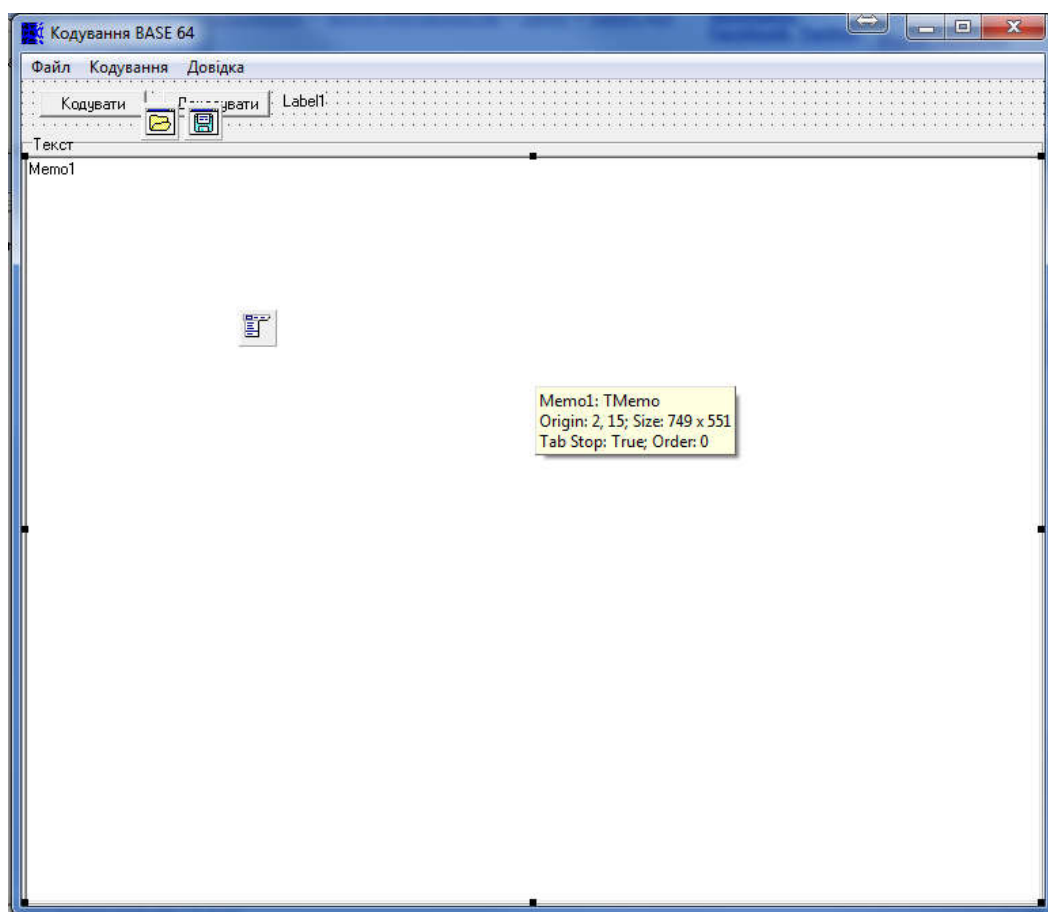 Кодування BASE 64
Файл Кодування Довідка
Кодувати Label1
Текст
Memo1
Memo1: TMemo
Origin: 2, 15; Size: 749 x 551
Tab Stop: True; Order: 0